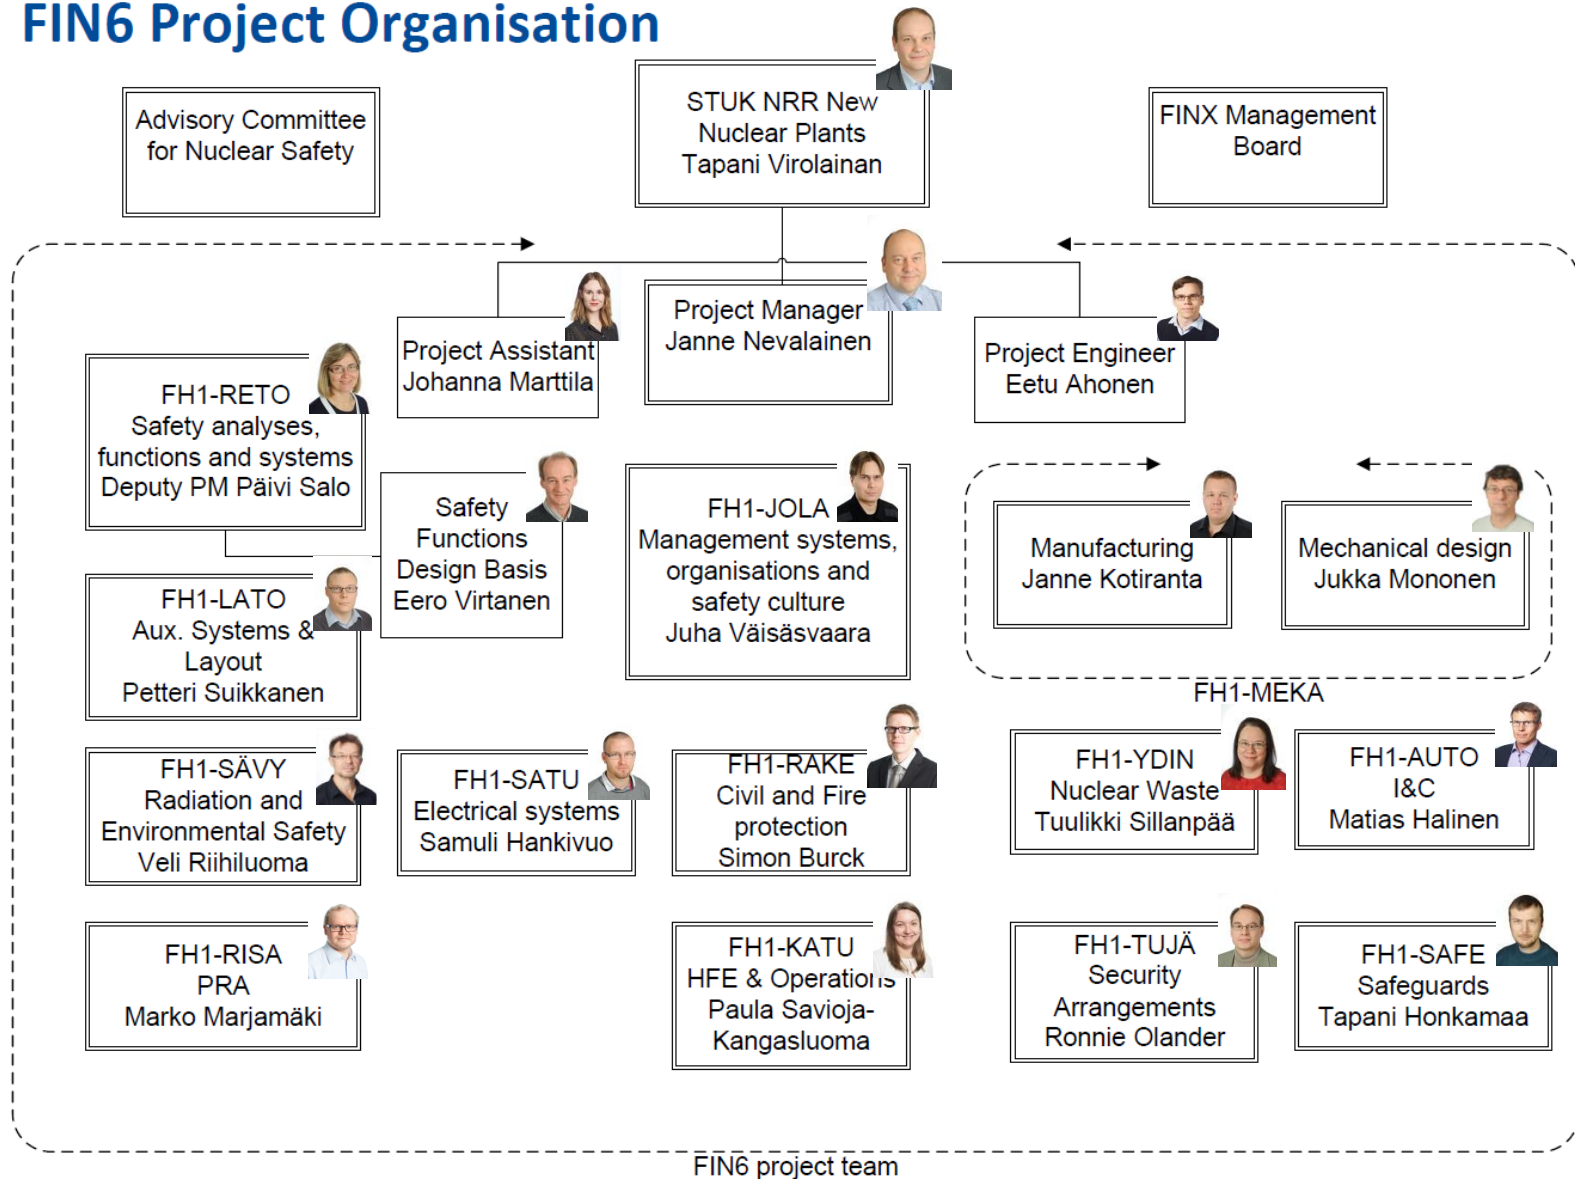 FIN6 Project Organisation
Advisory Committee
for Nuclear Safety
STUK NRR New
Nuclear Plants
Tapani Virolainan
FINX Management
Board
Project Assistant
Johanna Marttila
Project Manager
Janne Nevalainen
Project Engineer
Eetu Ahonen
FH1-RETO
Safety analyses,
functions and systems
Deputy PM Päivi Salo
Safety
Functions
Design Basis
Eero Virtanen
FH1-JOLA
Management systems,
organisations and
safety culture
Juha Väisäsvaara
Manufacturing
Janne Kotiranta
Mechanical design
Jukka Mononen
FH1-MEKA
FH1-LATO
Aux. Systems &
Layout
Petteri Suikkanen
FH1-SÄVY
Radiation and
Environmental Safety
Veli Riihiluoma
FH1-SATU
Electrical systems
Samuli Hankivuo
FH1-RAKE
Civil and Fire
protection
Simon Burck
FH1-YDIN
Nuclear Waste
Tuulikki Sillanpää
FH1-AUTO
I&C
Matias Halinen
FH1-RISA
PRA
Marko Marjamäki
FH1-KATU
HFE & Operations
Paula Savioja-
Kangasluoma
FH1-TUJÄ
Security
Arrangements
Ronnie Olander
FH1-SAFE
Safeguards
Tapani Honkamaa
FIN6 project team